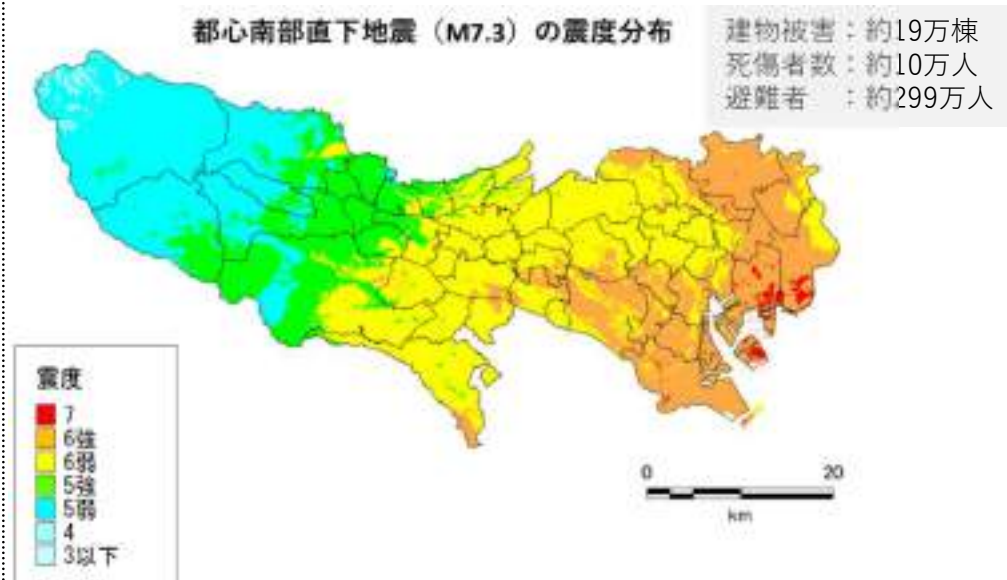 都心南部直下地震（M7.3）の震度分布
建物被害：約19万棟
死傷者数：約10万人
避難者　：約299万人
震度
7
6強
6弱
5強
5弱
4
3以下
0 20
km